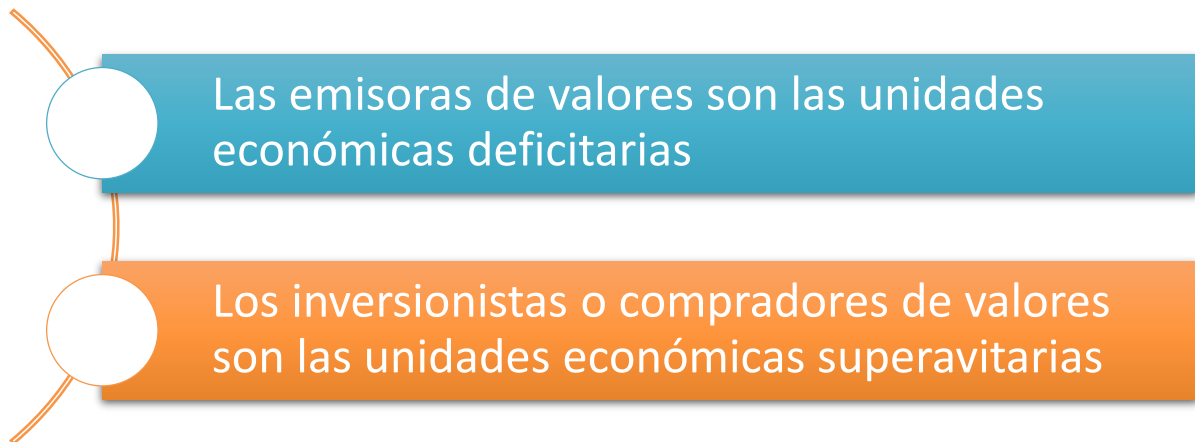 Las emisoras de valores son las unidades
económicas deficitarias
Los inversionistas o compradores de valores
son las unidades económicas superavitarias